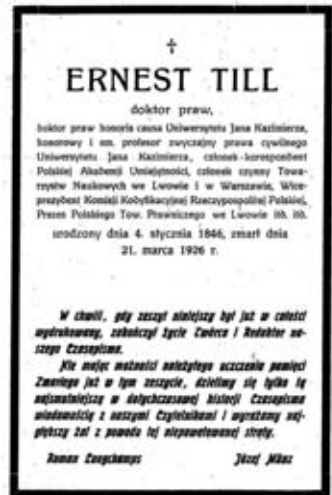 †
ERNEST TILL
doktor praw,
doktor praw honoris causa Uniwersytetu Jana Kazimierza,
honorowy i em. profesor zwyczajny prawa cywilnego
Uniwersytetu Jana Kazimierza, członek-korespondent
Polskiej Akademji Umiejętności, członek czynny Towa-
rzystw Naukowych we Lwowie i w Warszawie, Wice-
prezydent Komisji Kodyfikacyjnej Rzeczypospolitej Polskiej,
Prezes Polskiego Tow. Prawniczego we Lwowie itd. itd.
urodzony dnia 4. stycznia 1846, zmarł dnia
21. marca 1926 r.
W chwili, gdy zeszyt niniejszy był już w całości
wydrukowany, zakończył życie Twórca i Redaktor na-
szego Czasopisma.
Nie mając możności należytego uczczenia pamięci
Zmarłego już w tym zeszycie, dzielimy się tylko tą
najsmutniejszą w dotychczasowej historji Czasopisma
wiadomością z naszymi Czytelnikami i wyrażamy naj-
głębszy żal z powodu tej niepowetowanej straty.
Roman Longchamps Józef Mänz